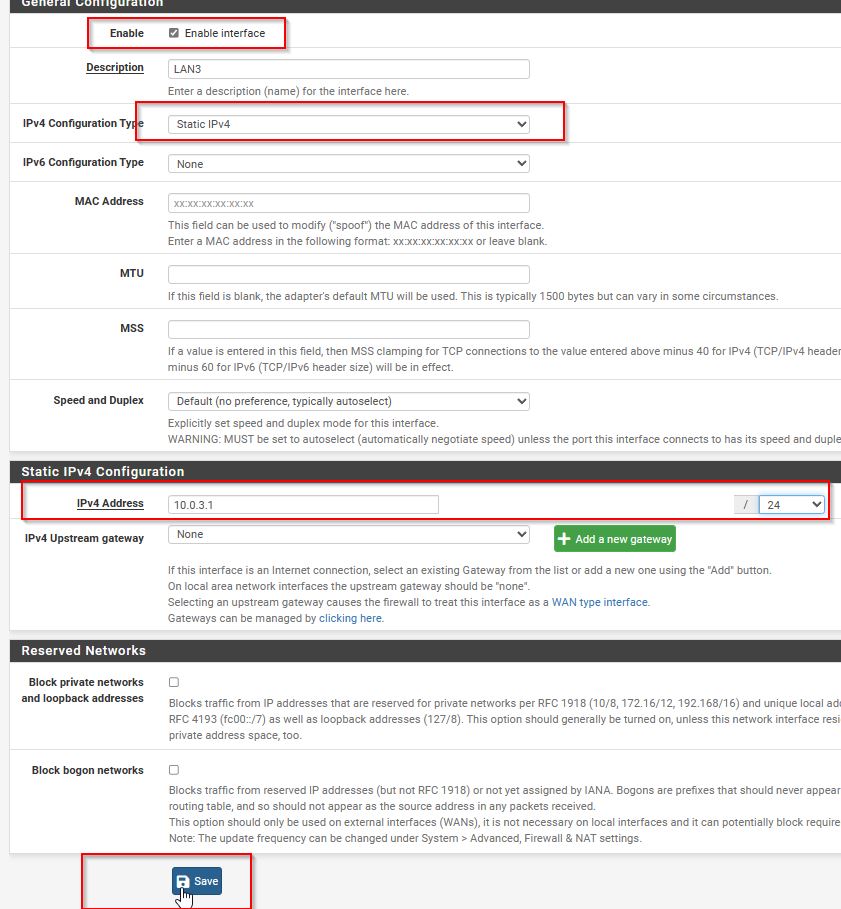 General Configuration
Enable Enable interface
Description LAN3
Enter a description (name) for the interface here.
IPv4 Configuration Type Static IPv4
IPv6 Configuration Type None
MAC Address xx:xx:xx:xx:xx:xx
This field can be used to modify ("spoof") the MAC address of this interface.
Enter a MAC address in the following format: xx:xx:xx:xx:xx:xx or leave blank.
MTU
If this field is blank, the adapter's default MTU will be used. This is typically 1500 bytes but can vary in some circumstances.
MSS
If a value is entered in this field, then MSS clamping for TCP connections to the value entered above minus 40 for IPv4 (TCP/IPv4 header
minus 60 for IPv6 (TCP/IPv6 header size) will be in effect.
Speed and Duplex Default (no preference, typically autoselect)
Explicitly set speed and duplex mode for this interface.
WARNING: MUST be set to autoselect (automatically negotiate speed) unless the port this interface connects to has its speed and duple
Static IPv4 Configuration
IPv4 Address 10.0.3.1 / 24
IPv4 Upstream gateway None Add a new gateway
If this interface is an Internet connection, select an existing Gateway from the list or add a new one using the "Add" button.
On local area network interfaces the upstream gateway should be "none".
Selecting an upstream gateway causes the firewall to treat this interface as a WAN type interface.
Gateways can be managed by clicking here.
Reserved Networks
Block private networks
and loopback addresses
Blocks traffic from IP addresses that are reserved for private networks per RFC 1918 (10/8, 172.16/12, 192.168/16) and unique local add
RFC 4193 (fc00::/7) as well as loopback addresses (127/8). This option should generally be turned on, unless this network interface resi
private address space, too.
Block bogon networks
Blocks traffic from reserved IP addresses (but not RFC 1918) or not yet assigned by IANA. Bogons are prefixes that should never appear
routing table, and so should not appear as the source address in any packets received.
This option should only be used on external interfaces (WANs), it is not necessary on local interfaces and it can potentially block require
Note: The update frequency can be changed under System > Advanced, Firewall & NAT settings.
Save